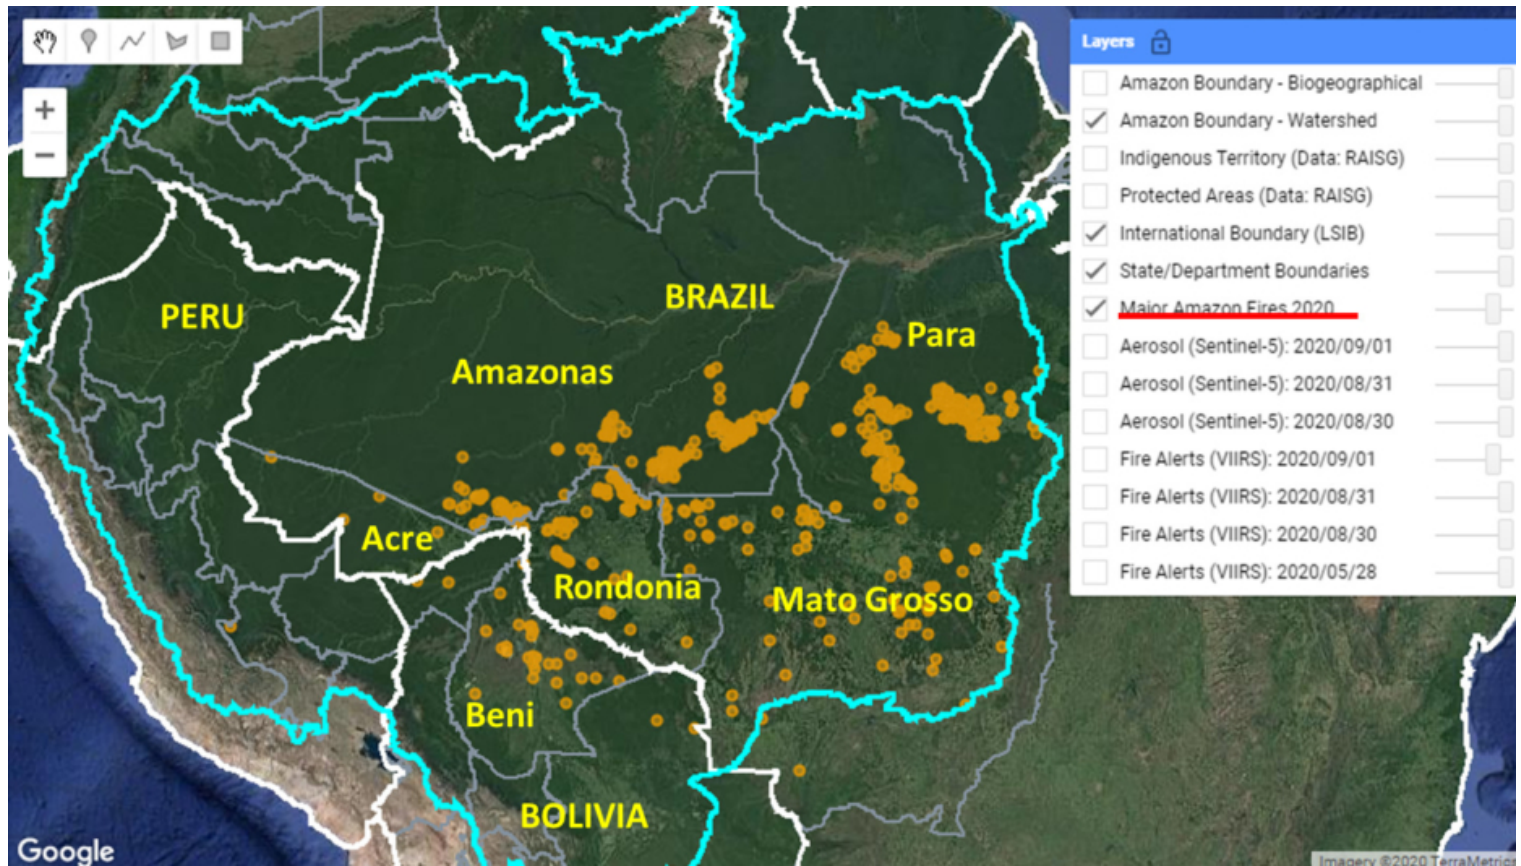 Layers
Amazon Boundary - Biogeographical
Amazon Boundary - Watershed
Indigenous Territory (Data: RAISG)
Protected Areas (Data: RAISG)
International Boundary (LSIB)
State/Department Boundaries
Major Amazon Fires 2020
Aerosol (Sentinel-5): 2020/09/01
Aerosol (Sentinel-5): 2020/08/31
Aerosol (Sentinel-5): 2020/08/30
Fire Alerts (VIIRS): 2020/09/01
Fire Alerts (VIIRS): 2020/08/31
Fire Alerts (VIIRS): 2020/08/30
Fire Alerts (VIIRS): 2020/05/28
BRAZIL
PERU
Para
Amazonas
Acre
Rondonia
Mato Grosso
Beni
BOLIVIA
Google
Imagery ©2020 TerraMetrics